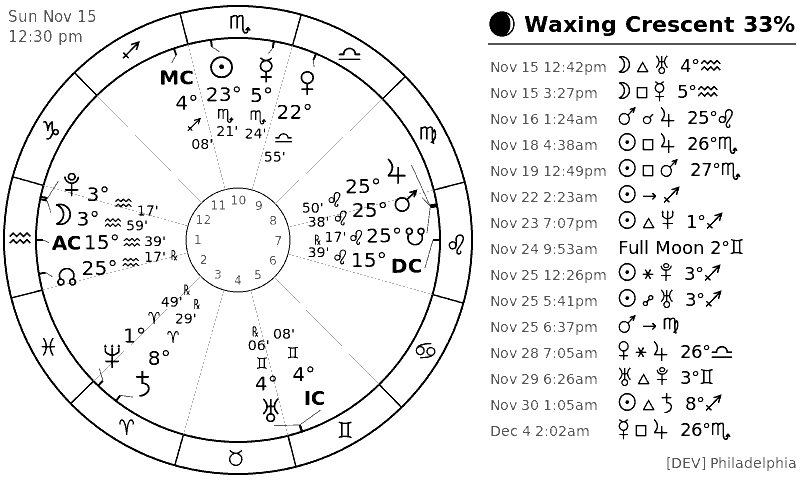 Sun Nov 15
12:30 pm
Waxing Crescent 33%
Nov 15 12:42pm ☽ △ ♅ 4°♒
Nov 15 3:27pm ☽ □ ☿ 5°♒
Nov 16 1:24am ♂ ☌ ♃ 25°♌
Nov 18 4:38am ☉ □ ♃ 26°♏
Nov 19 12:49pm ☉ □ ♂ 27°♏
Nov 22 2:23am ☉ → ♐
Nov 23 7:07pm ☉ △ ♆ 1°♐
Nov 24 9:53am Full Moon 2°♊
Nov 25 12:26pm ☉ ⚹ ⯓ 3°♐
Nov 25 5:41pm ☉ ☍ ♅ 3°♐
Nov 25 6:37pm ♂ → ♍
Nov 28 7:05am ♀ ⚹ ♃ 26°♎
Nov 29 6:26am ♅ △ ⯓ 3°♊
Nov 30 1:05am ☉ △ ♄ 8°♐
Dec 4 2:02am ☿ □ ♃ 26°♏
[DEV] Philadelphia
♏
♐
♎
♑
♍
♒
♌
♓
♋
♈
♊
♉
MC 4° ♐ 08'
☉ 23° ♏ 21'
☿ 5° ♏ 24'
♀ 22° ♎ 55'
⯓ 3° ♒ 17'
☽ 3° ♒ 59'
AC 15° ♒ 39'
☊ 25° ♒ 17' ℞
50' ♌ 25° ♃
38' ♌ 25° ♂
℞ 17' ♌ 25° ☋
39' ♌ 15° DC
♆ 1° ♈ 49' ℞
♄ 8° ♈ 29' ℞
♅ 4° ♊ 06' ℞
IC 4° ♊ 08'
11 10 9
12 8
1 7
2 6
3 4 5